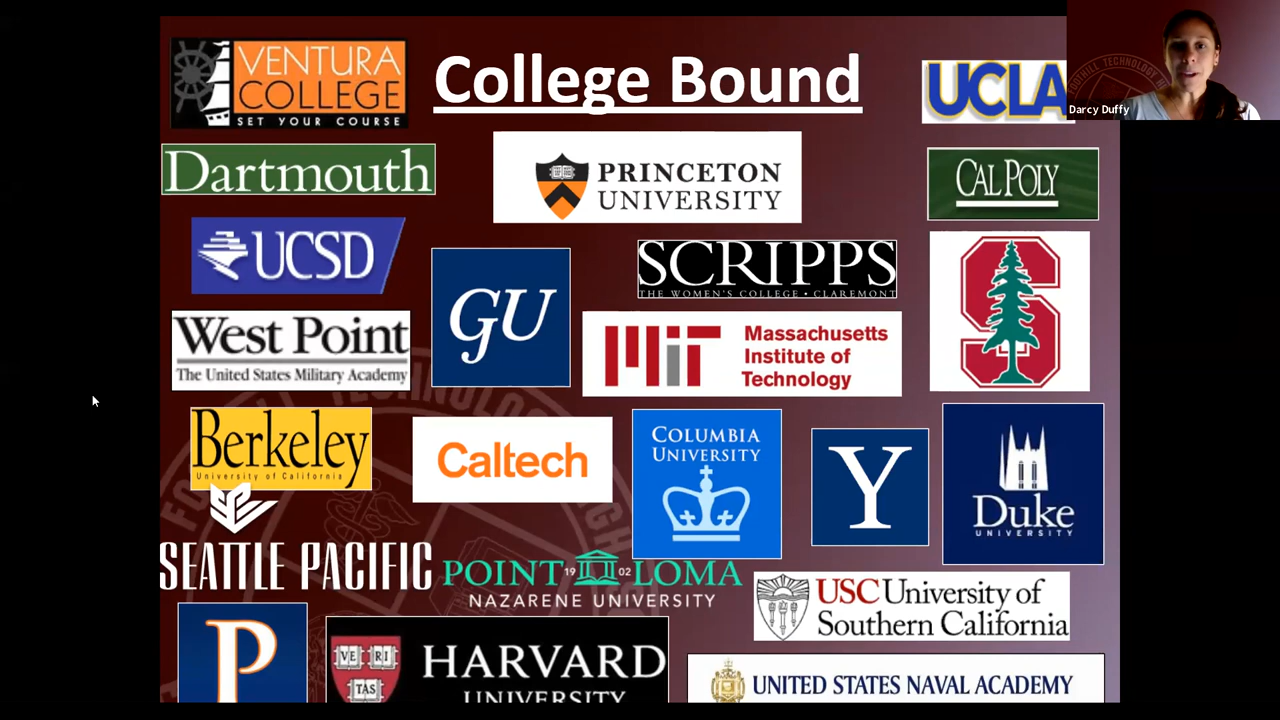 VENTURA
COLLEGE
SET YOUR COURSE
College Bound
UCLA
Darcy Duffy
Dartmouth
PRINCETON
UNIVERSITY
CAL POLY
UCSD
GU
SCRIPPS
THE WOMEN'S COLLEGE • CLAREMONT
S
West Point
The United States Military Academy
MIT
Massachusetts
Institute of
Technology
Berkeley
University of California
Caltech
COLUMBIA
UNIVERSITY
Y
Duke
UNIVERSITY
SEATTLE PACIFIC
POINT 19 02 LOMA
NAZARENE UNIVERSITY
USC University of
Southern California
P
VE RI
TAS
HARVARD
UNIVERSITY
UNITED STATES NAVAL ACADEMY